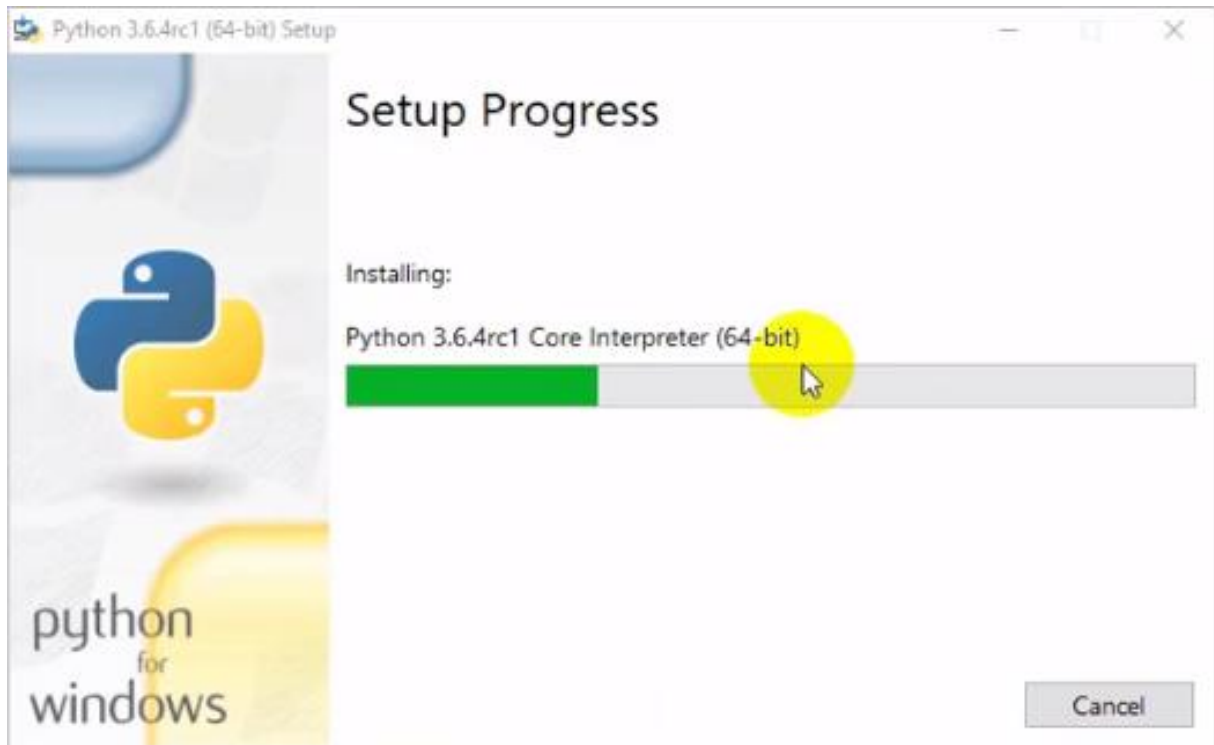 Python 3.6.4rc1 (64-bit) Setup
Setup Progress
Installing:
Python 3.6.4rc1 Core Interpreter (64-bit)
python
for
windows
Cancel